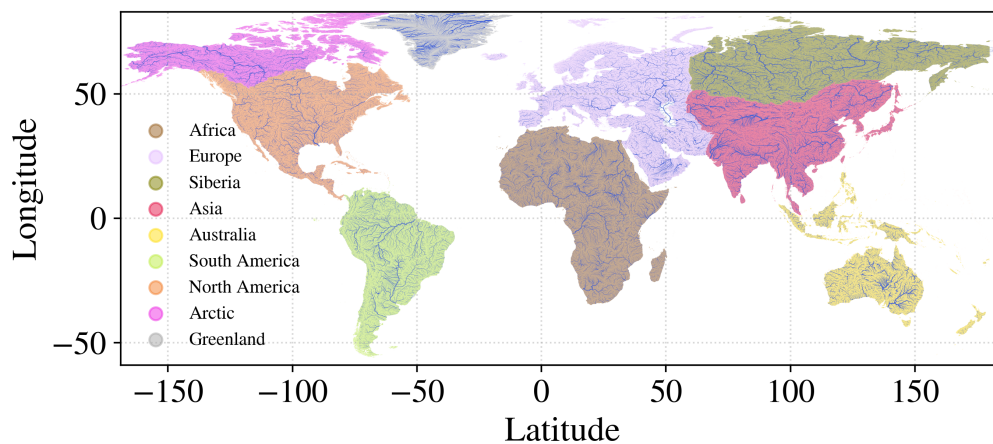 Longitude
50
0
−50
Africa
Europe
Siberia
Asia
Australia
South America
North America
Arctic
Greenland
−150 −100 −50 0 50 100 150
Latitude